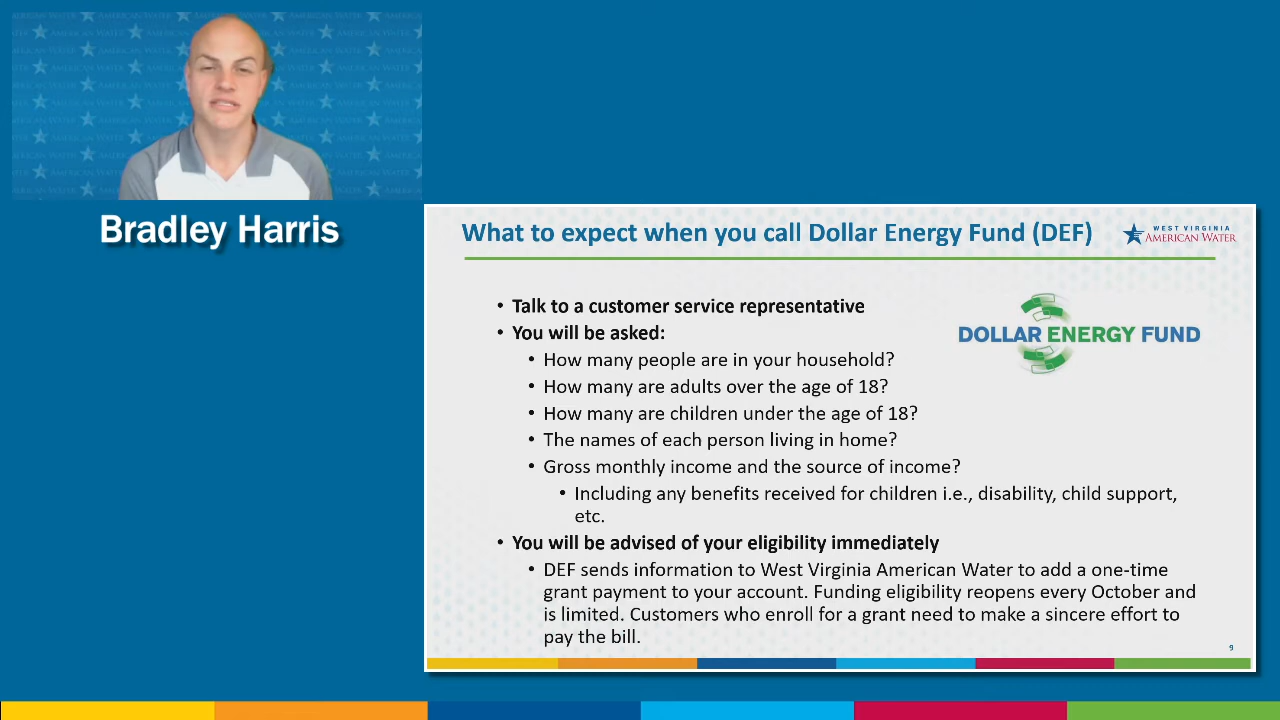 Bradley Harris
What to expect when you call Dollar Energy Fund (DEF)
WEST VIRGINIA
AMERICAN WATER
• Talk to a customer service representative
• You will be asked:
• How many people are in your household?
• How many are adults over the age of 18?
• How many are children under the age of 18?
• The names of each person living in home?
• Gross monthly income and the source of income?
• Including any benefits received for children i.e., disability, child support,
etc.
DOLLAR ENERGY FUND
• You will be advised of your eligibility immediately
• DEF sends information to West Virginia American Water to add a one-time
grant payment to your account. Funding eligibility reopens every October and
is limited. Customers who enroll for a grant need to make a sincere effort to
pay the bill.
9